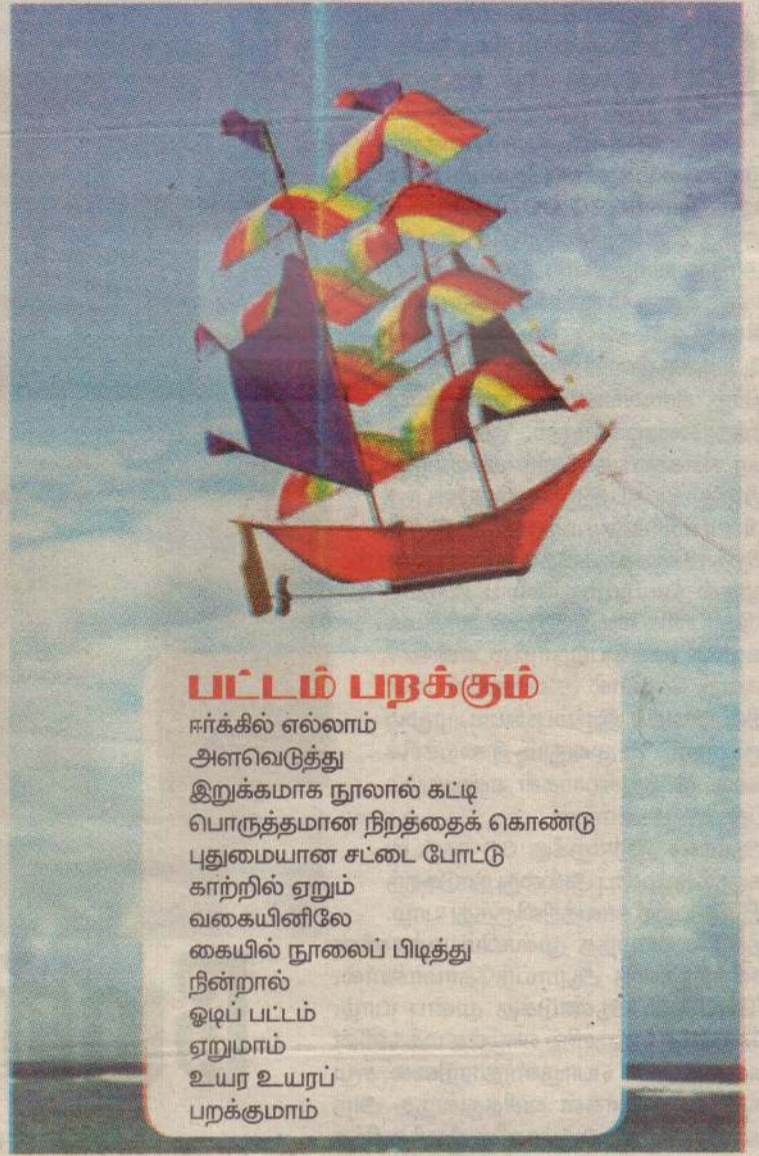 பட்டம் பறக்கும்
ஈர்க்கில் எல்லாம்
அளவெடுத்து
இறுக்கமாக நூலால் கட்டி
பொருத்தமான நிறத்தைக் கொண்டு
புதுமையான சட்டை போட்டு
காற்றில் ஏறும்
வகையினிலே
கையில் நூலைப் பிடித்து
நின்றால்
ஓடிப் பட்டம்
ஏறுமாம்
உயர உயரப்
பறக்குமாம்